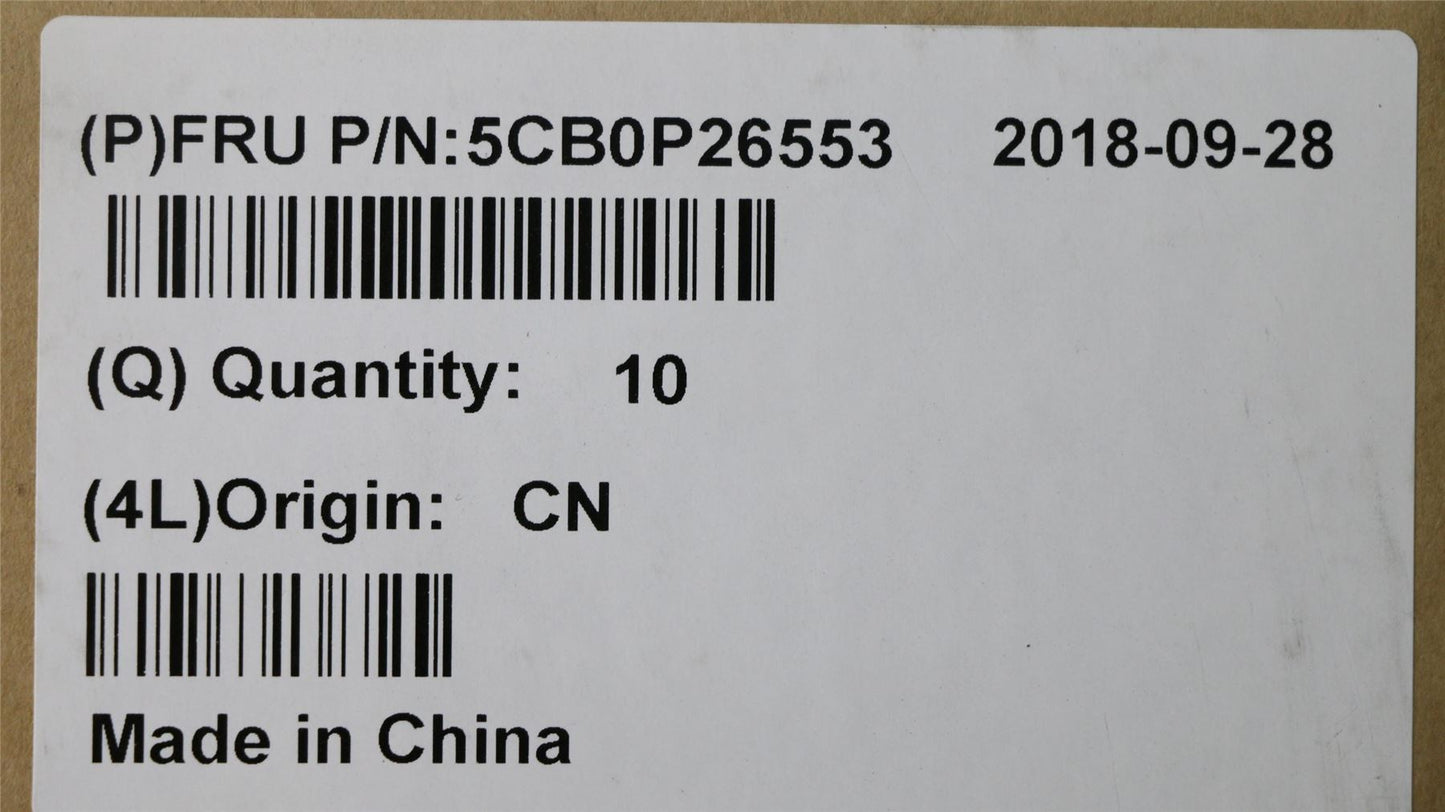 (P)FRU P/N:5CB0P26553 2018-09-28
(Q) Quantity: 10
(4L)Origin: CN
Made in China